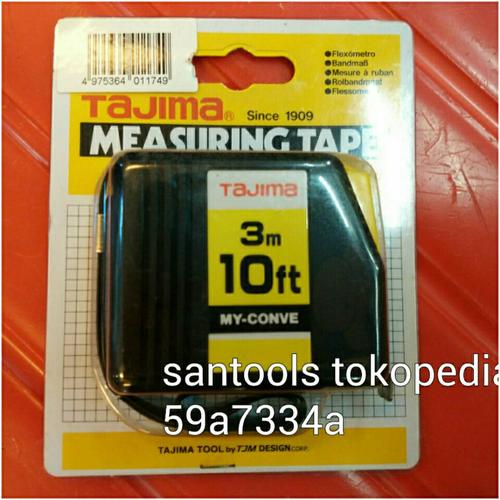 4 975364 011749
●Flexómetro
●Bandmaß
●Mesure à ruban
●Rolbandmaat
TAJIMA® Since 1909
MEASURING TAPE
TAJIMA
3m
10ft
MY-CONVE
santools tokopedia
59a7334a
TAJIMA TOOL by TJM DESIGN CORP.